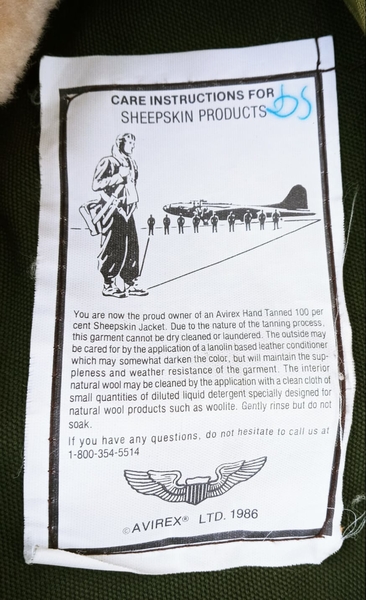 CARE INSTRUCTIONS FOR
SHEEPSKIN PRODUCTS
You are now the proud owner of an Avirex Hand Tanned 100 per
cent Sheepskin Jacket. Due to the nature of the tanning process,
this garment cannot be dry cleaned or laundered. The outside may
be cared for by the application of a lanolin based leather conditioner
which may somewhat darken the color, but will maintain the sup-
pleness and weather resistance of the garment. The interior
natural wool may be cleaned by the application with a clean cloth of
small quantities of diluted liquid detergent specially designed for
natural wool products such as woolite. Gently rinse but do not
soak.
If you have any questions, do not hesitate to call us at
1-800-354-5514
©AVIREX® LTD. 1986